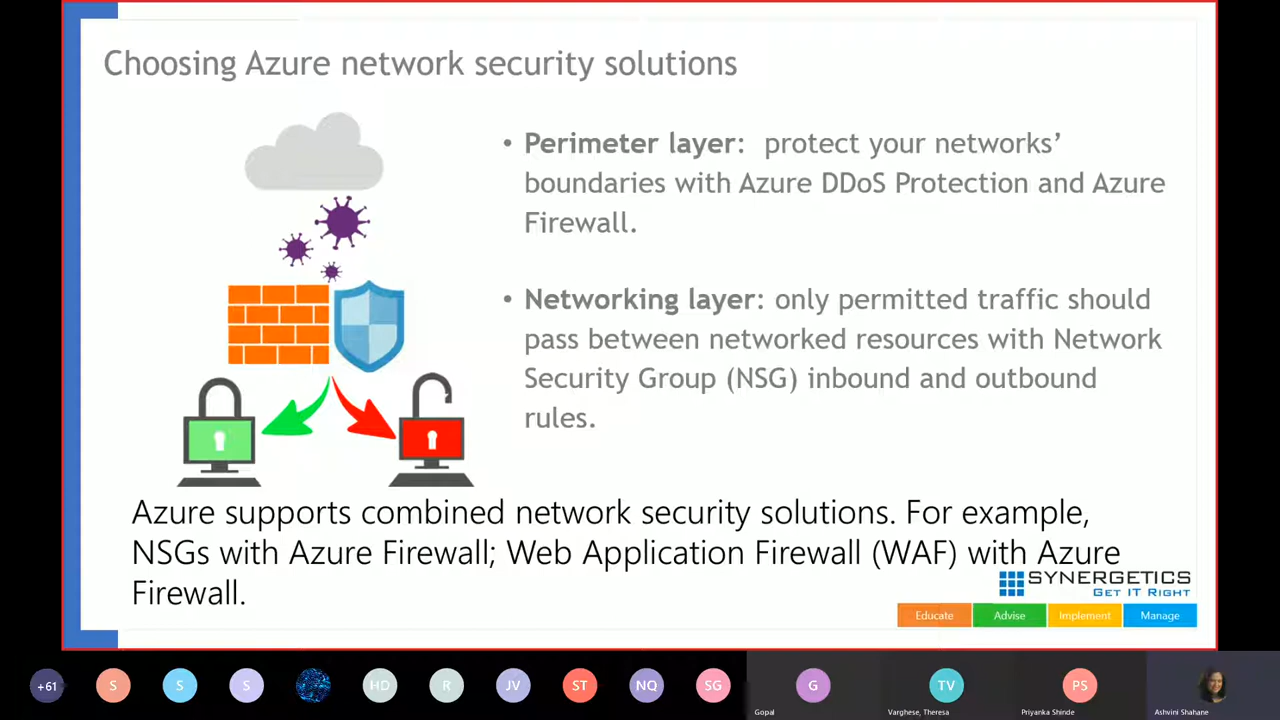 Choosing Azure network security solutions
• Perimeter layer: protect your networks’
boundaries with Azure DDoS Protection and Azure
Firewall.
• Networking layer: only permitted traffic should
pass between networked resources with Network
Security Group (NSG) inbound and outbound
rules.
Azure supports combined network security solutions. For example,
NSGs with Azure Firewall; Web Application Firewall (WAF) with Azure
Firewall.
SYNERGETICS
GET IT RIGHT
Educate Advise Implement Manage
+61 S S S HD R JV ST NQ SG G TV PS
Gopal Varghese, Theresa Priyanka Shinde Ashvini Shahane